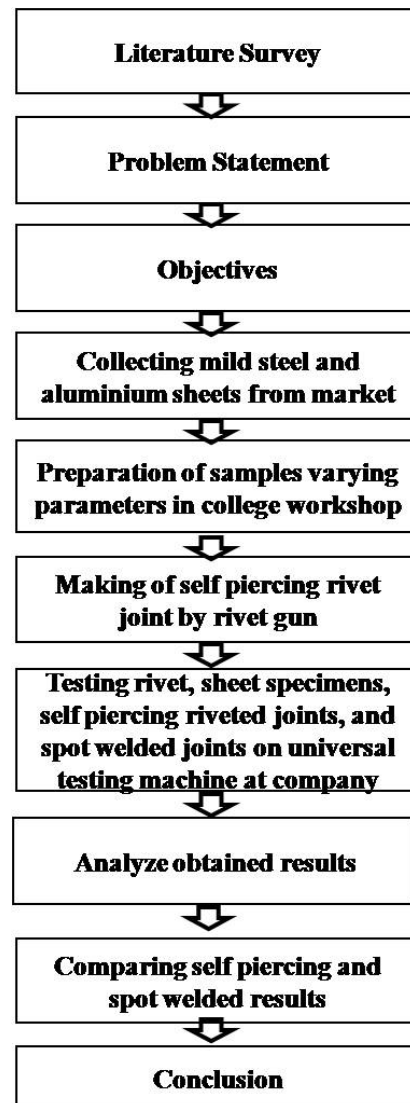 Literature Survey
Problem Statement
Objectives
Collecting mild steel and
aluminium sheets from market
Preparation of samples varying
parameters in college workshop
Making of self piercing rivet
joint by rivet gun
Testing rivet, sheet specimens,
self piercing riveted joints, and
spot welded joints on universal
testing machine at company
Analyze obtained results
Comparing self piercing and
spot welded results
Conclusion